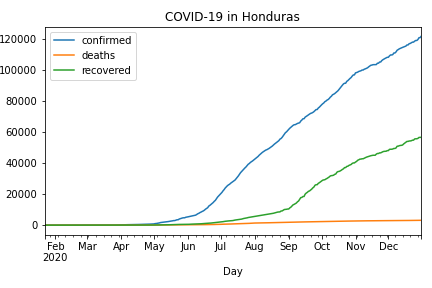 COVID-19 in Honduras
confirmed
deaths
recovered
120000
100000
80000
60000
40000
20000
0
Feb Mar Apr May Jun Jul Aug Sep Oct Nov Dec
2020
Day